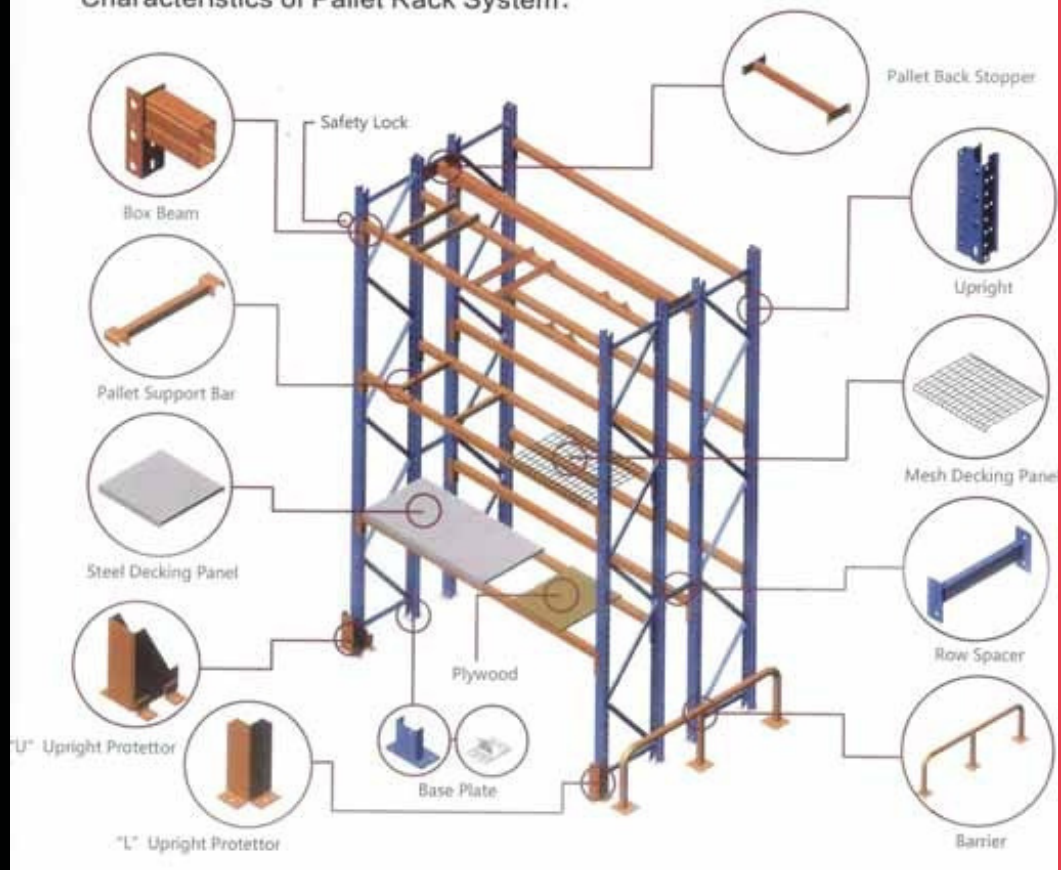 Characteristics of Pallet Rack System:
Pallet Back Stopper
Safety Lock
Box Beam
Upright
Pallet Support Bar
Mesh Decking Pane
Steel Decking Panel
Row Spacer
Plywood
"U" Upright Protettor
Base Plate
"L" Upright Protettor
Barrier